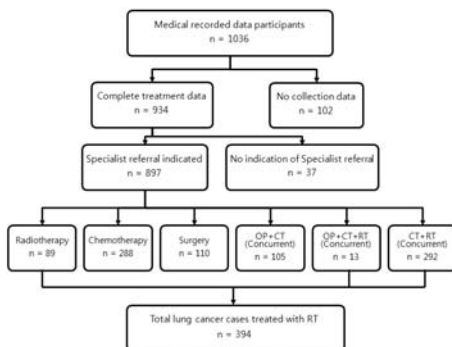 Medical recorded data participants
n = 1036
Complete treatment data
n = 934
No collection data
n = 102
Specialist referral indicated
n = 897
No indication of Specialist referral
n = 37
Radiotherapy
n = 89
Chemotherapy
n = 288
Surgery
n = 110
OP+CT
(Concurrent)
n = 105
OP+CT+RT
(Concurrent)
n = 13
CT+RT
(Concurrent)
n = 292
Total lung cancer cases treated with RT
n = 394